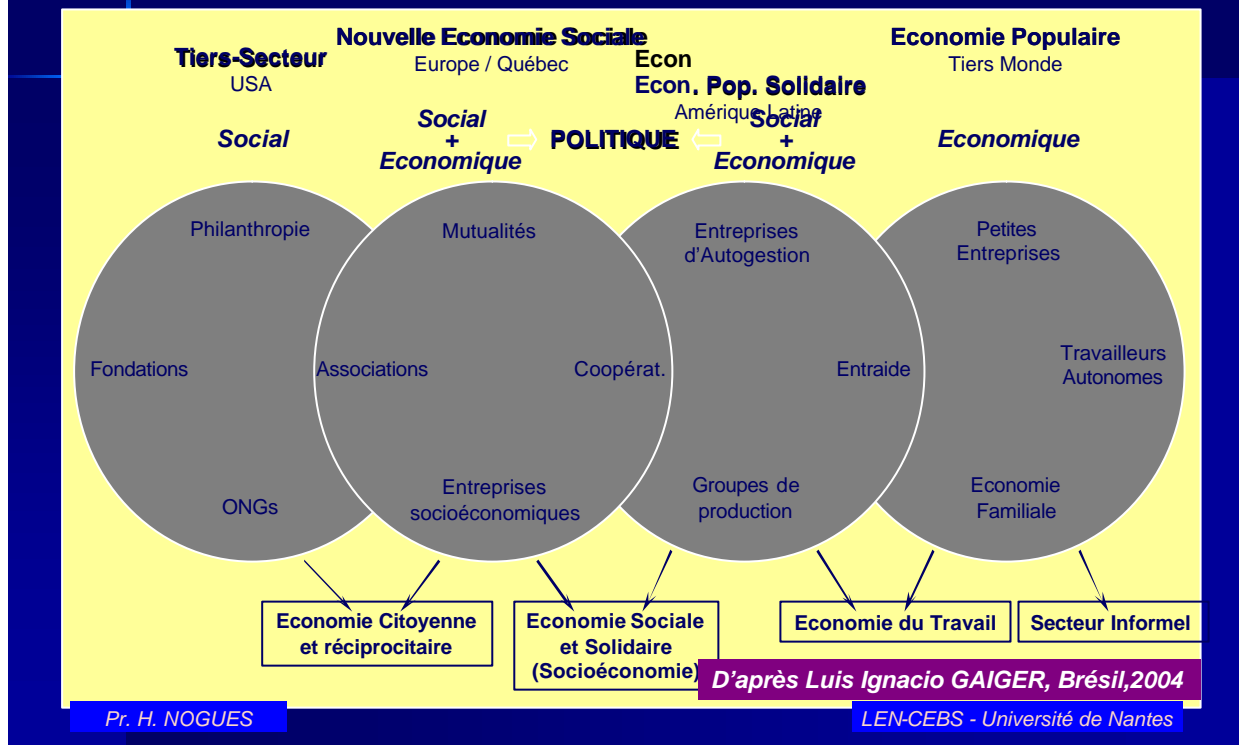 Nouvelle Economie Sociale
Europe / Québec
Tiers-Secteur
USA
Econ
Econ. Pop. Solidaire
Amérique Latine
Economie Populaire
Tiers Monde
Social
Social
+
Economique
POLITIQUE
Social
+
Economique
Economique
Philanthropie
Mutualités
Entreprises
d'Autogestion
Petites
Entreprises
Fondations
Associations
Coopérat.
Entraide
Travailleurs
Autonomes
ONGs
Entreprises
socioéconomiques
Groupes de
production
Economie
Familiale
Economie Citoyenne
et réciprocitaire
Economie Sociale
et Solidaire
(Socioéconomie)
Economie du Travail
Secteur Informel
D'après Luis Ignacio GAIGER, Brésil,2004
Pr. H. NOGUES
LEN-CEBS - Université de Nantes